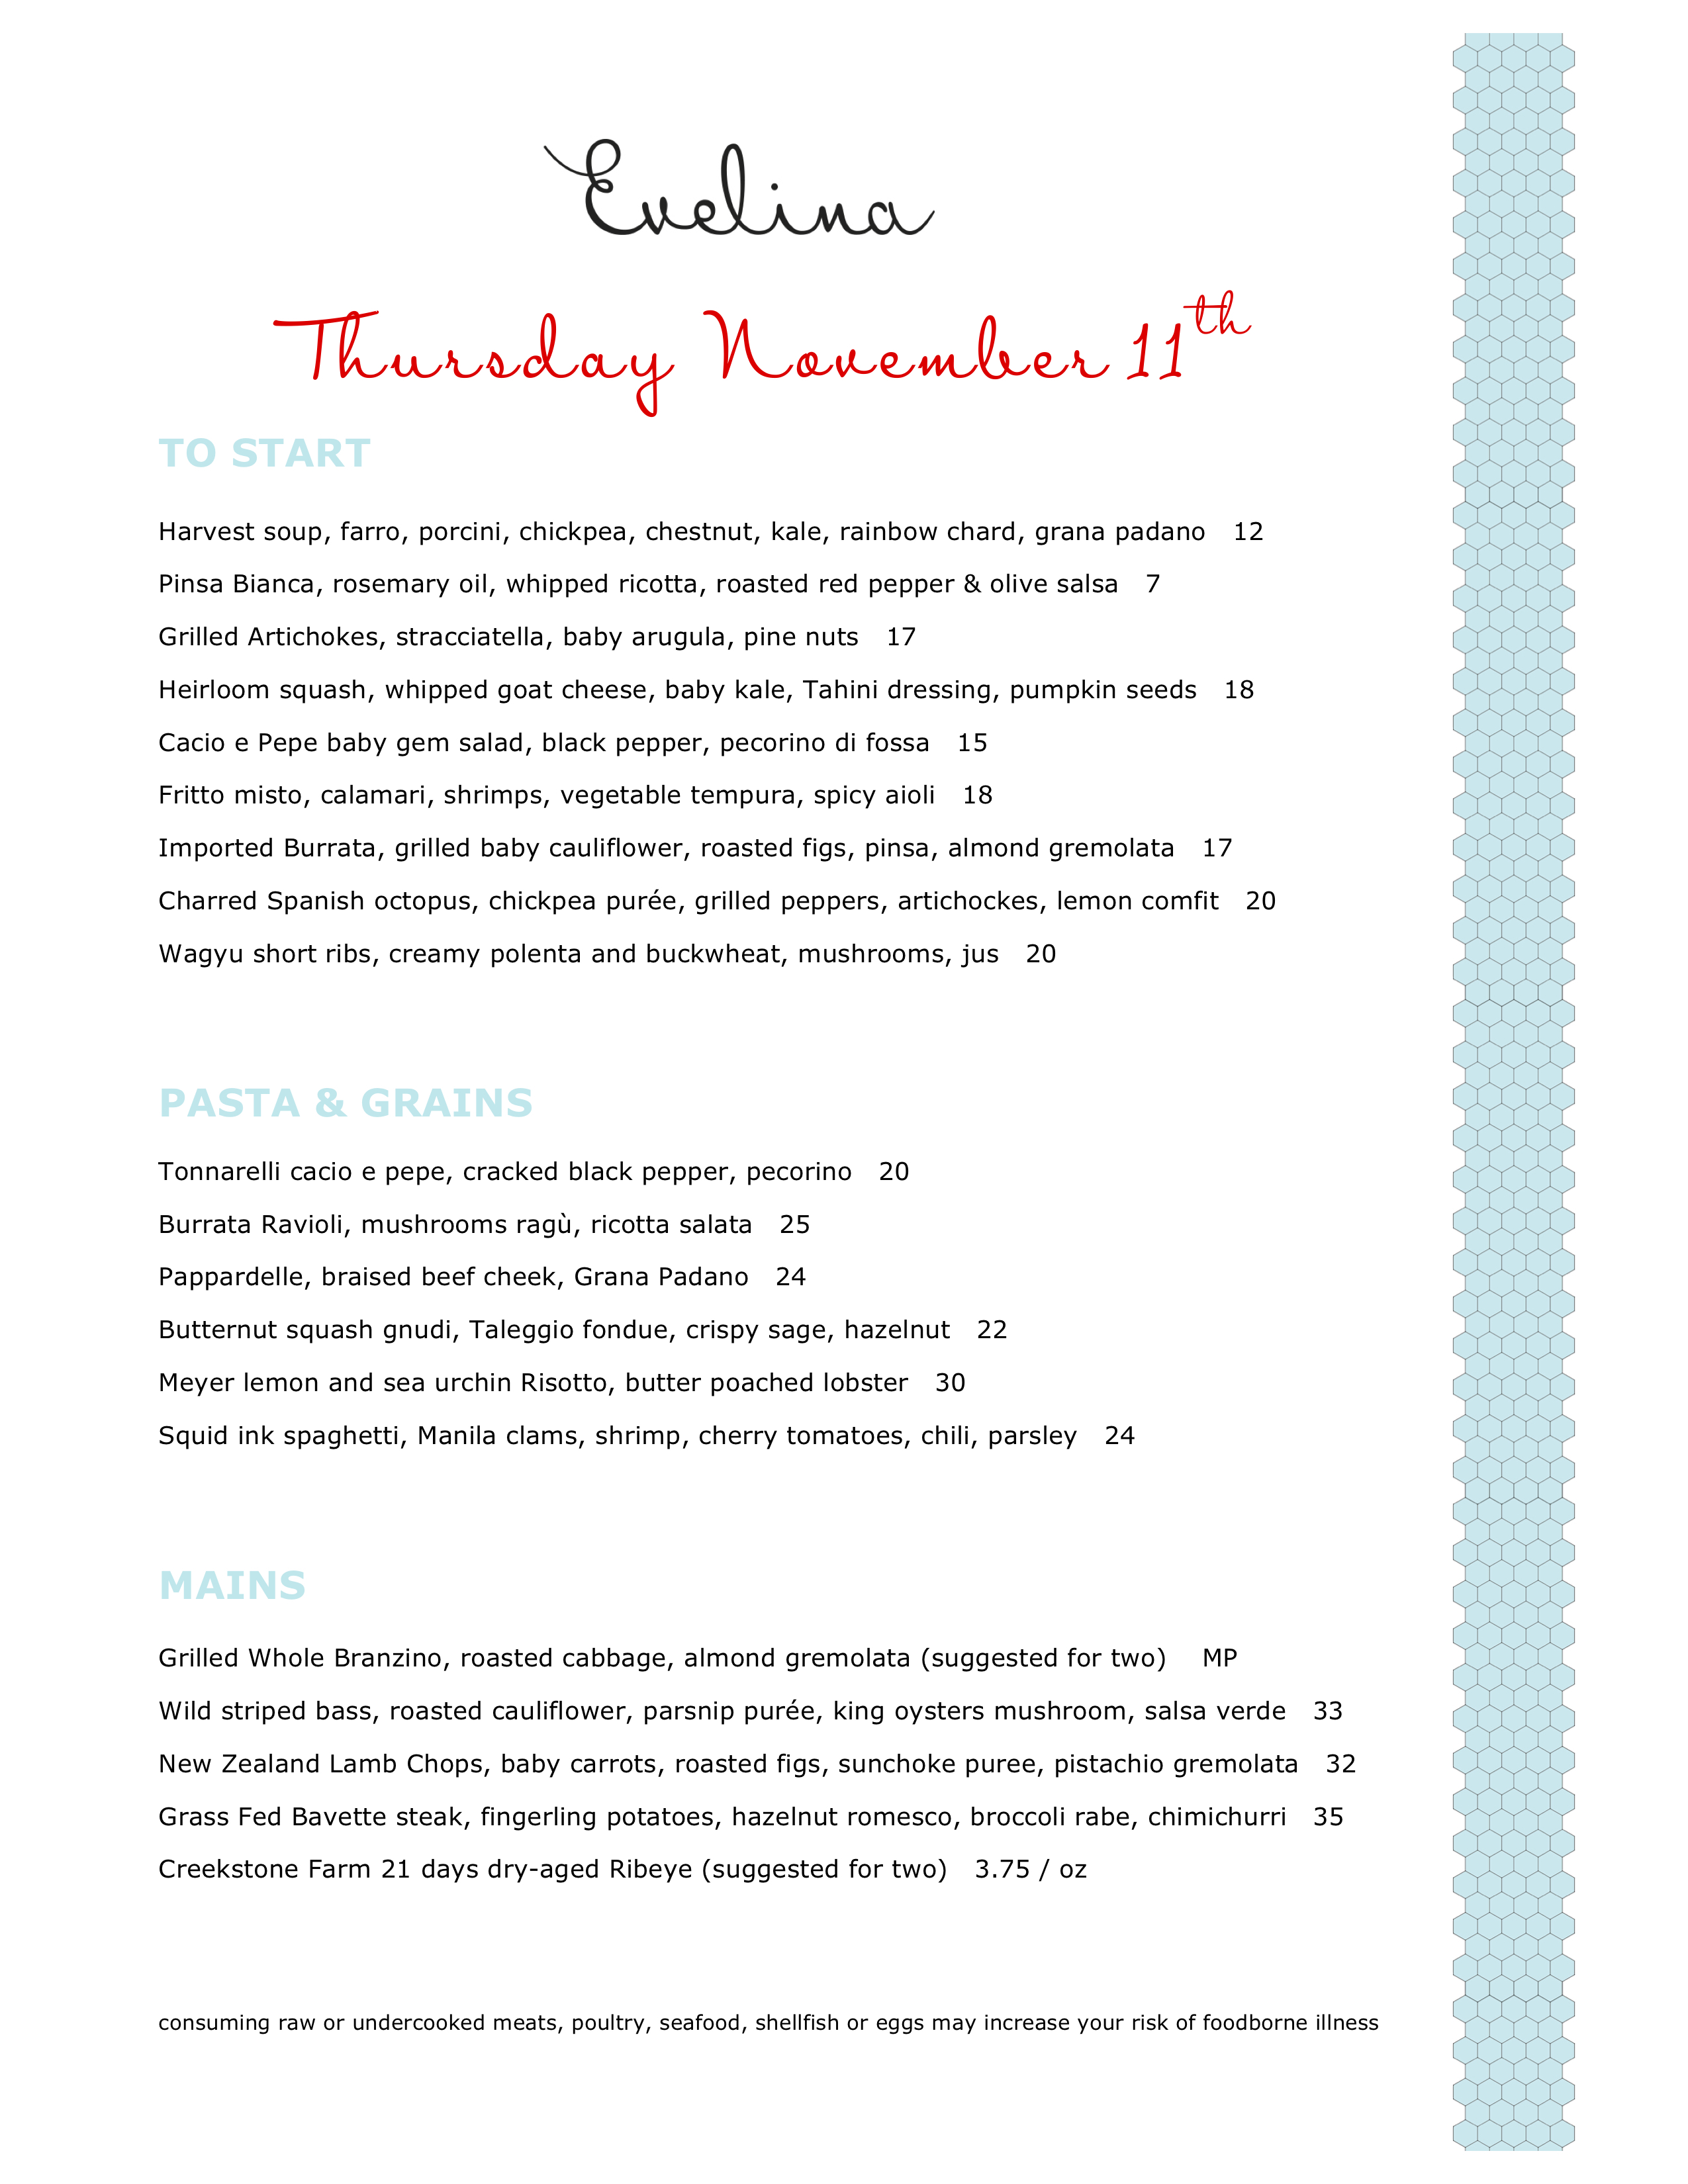 Evelina
Thursday November 11th
TO START
Harvest soup, farro, porcini, chickpea, chestnut, kale, rainbow chard, grana padano 12
Pinsa Bianca, rosemary oil, whipped ricotta, roasted red pepper & olive salsa 7
Grilled Artichokes, stracciatella, baby arugula, pine nuts 17
Heirloom squash, whipped goat cheese, baby kale, Tahini dressing, pumpkin seeds 18
Cacio e Pepe baby gem salad, black pepper, pecorino di fossa 15
Fritto misto, calamari, shrimps, vegetable tempura, spicy aioli 18
Imported Burrata, grilled baby cauliflower, roasted figs, pinsa, almond gremolata 17
Charred Spanish octopus, chickpea purée, grilled peppers, artichockes, lemon comfit 20
Wagyu short ribs, creamy polenta and buckwheat, mushrooms, jus 20
PASTA & GRAINS
Tonnarelli cacio e pepe, cracked black pepper, pecorino 20
Burrata Ravioli, mushrooms ragù, ricotta salata 25
Pappardelle, braised beef cheek, Grana Padano 24
Butternut squash gnudi, Taleggio fondue, crispy sage, hazelnut 22
Meyer lemon and sea urchin Risotto, butter poached lobster 30
Squid ink spaghetti, Manila clams, shrimp, cherry tomatoes, chili, parsley 24
MAINS
Grilled Whole Branzino, roasted cabbage, almond gremolata (suggested for two) MP
Wild striped bass, roasted cauliflower, parsnip purée, king oysters mushroom, salsa verde 33
New Zealand Lamb Chops, baby carrots, roasted figs, sunchoke puree, pistachio gremolata 32
Grass Fed Bavette steak, fingerling potatoes, hazelnut romesco, broccoli rabe, chimichurri 35
Creekstone Farm 21 days dry-aged Ribeye (suggested for two) 3.75 / oz
consuming raw or undercooked meats, poultry, seafood, shellfish or eggs may increase your risk of foodborne illness